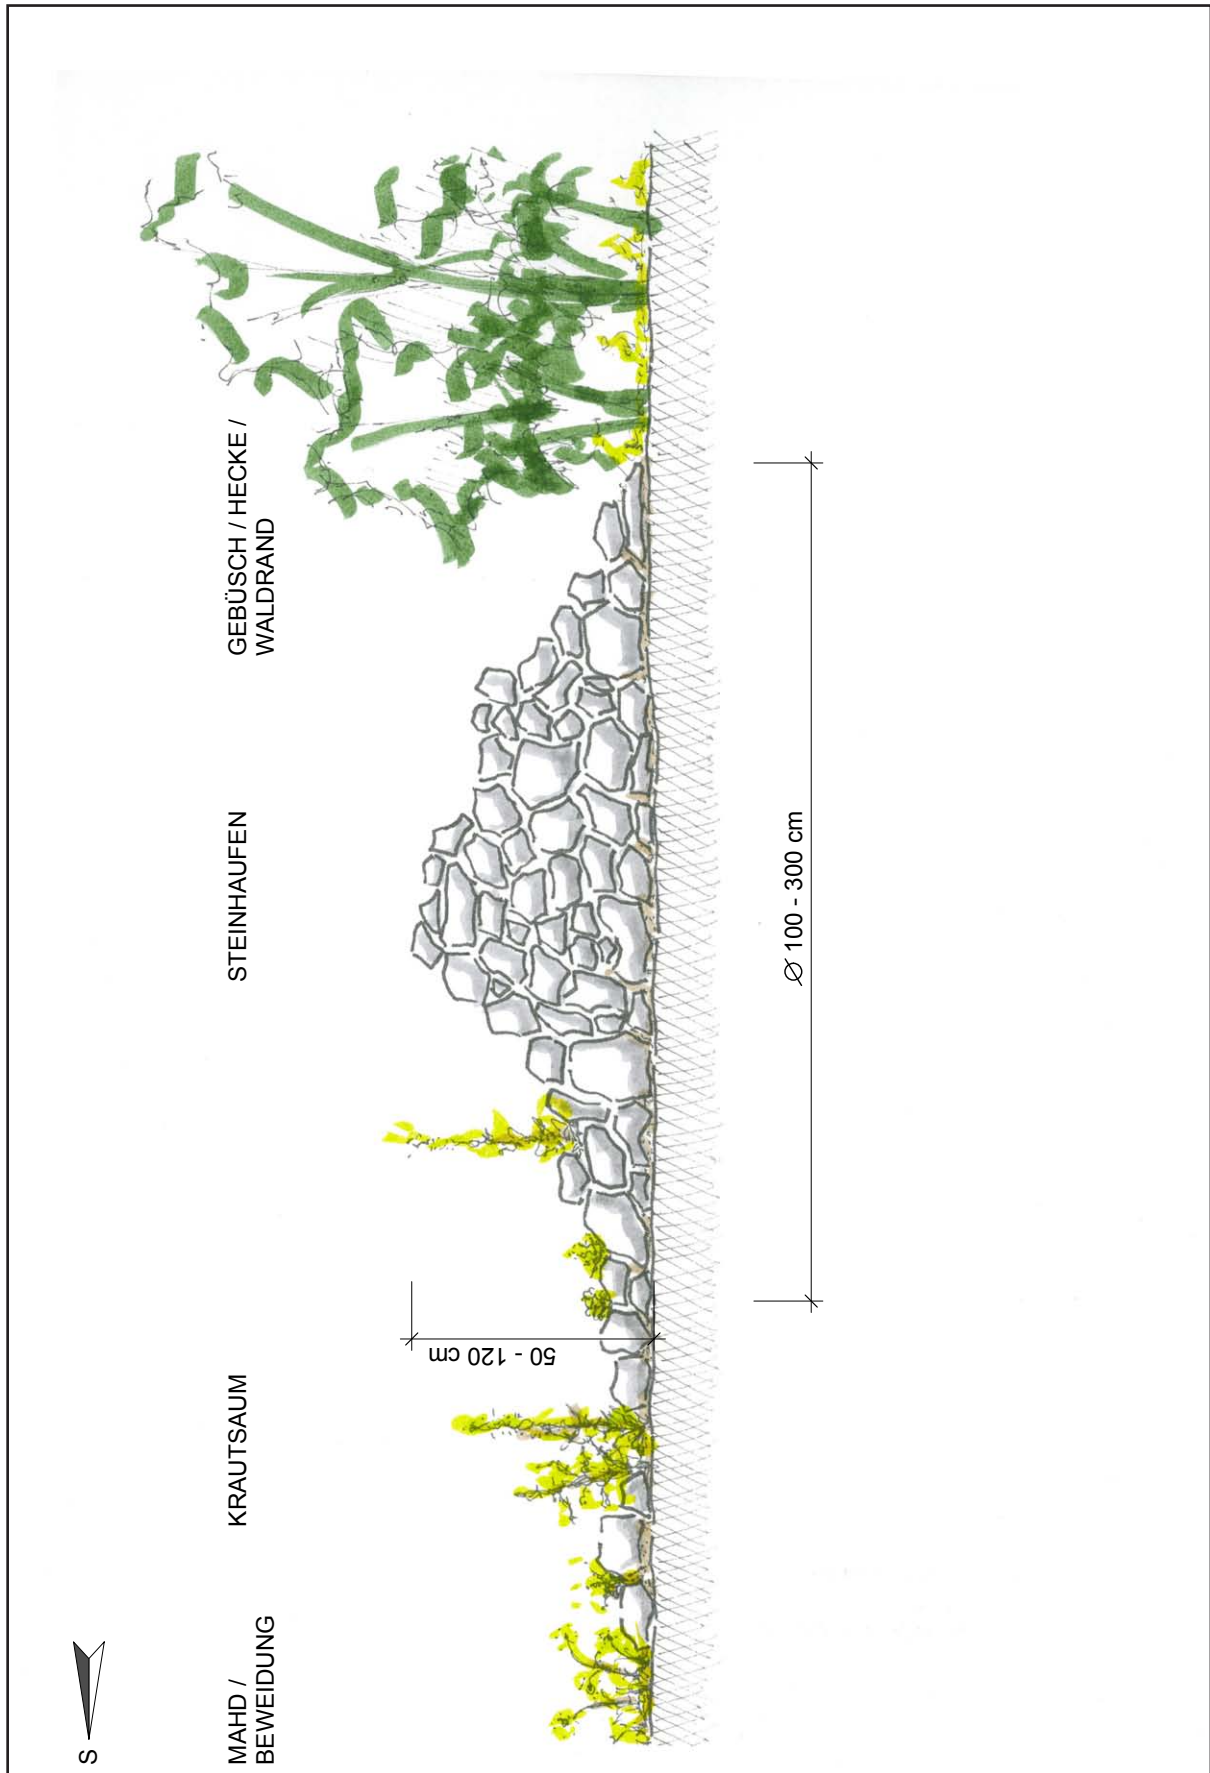 S
MAHD /
BEWEIDUNG
KRAUTSAUM
STEINHAUFEN
GEBÜSCH / HECKE /
WALDRAND
50 - 120 cm
Ø 100 - 300 cm